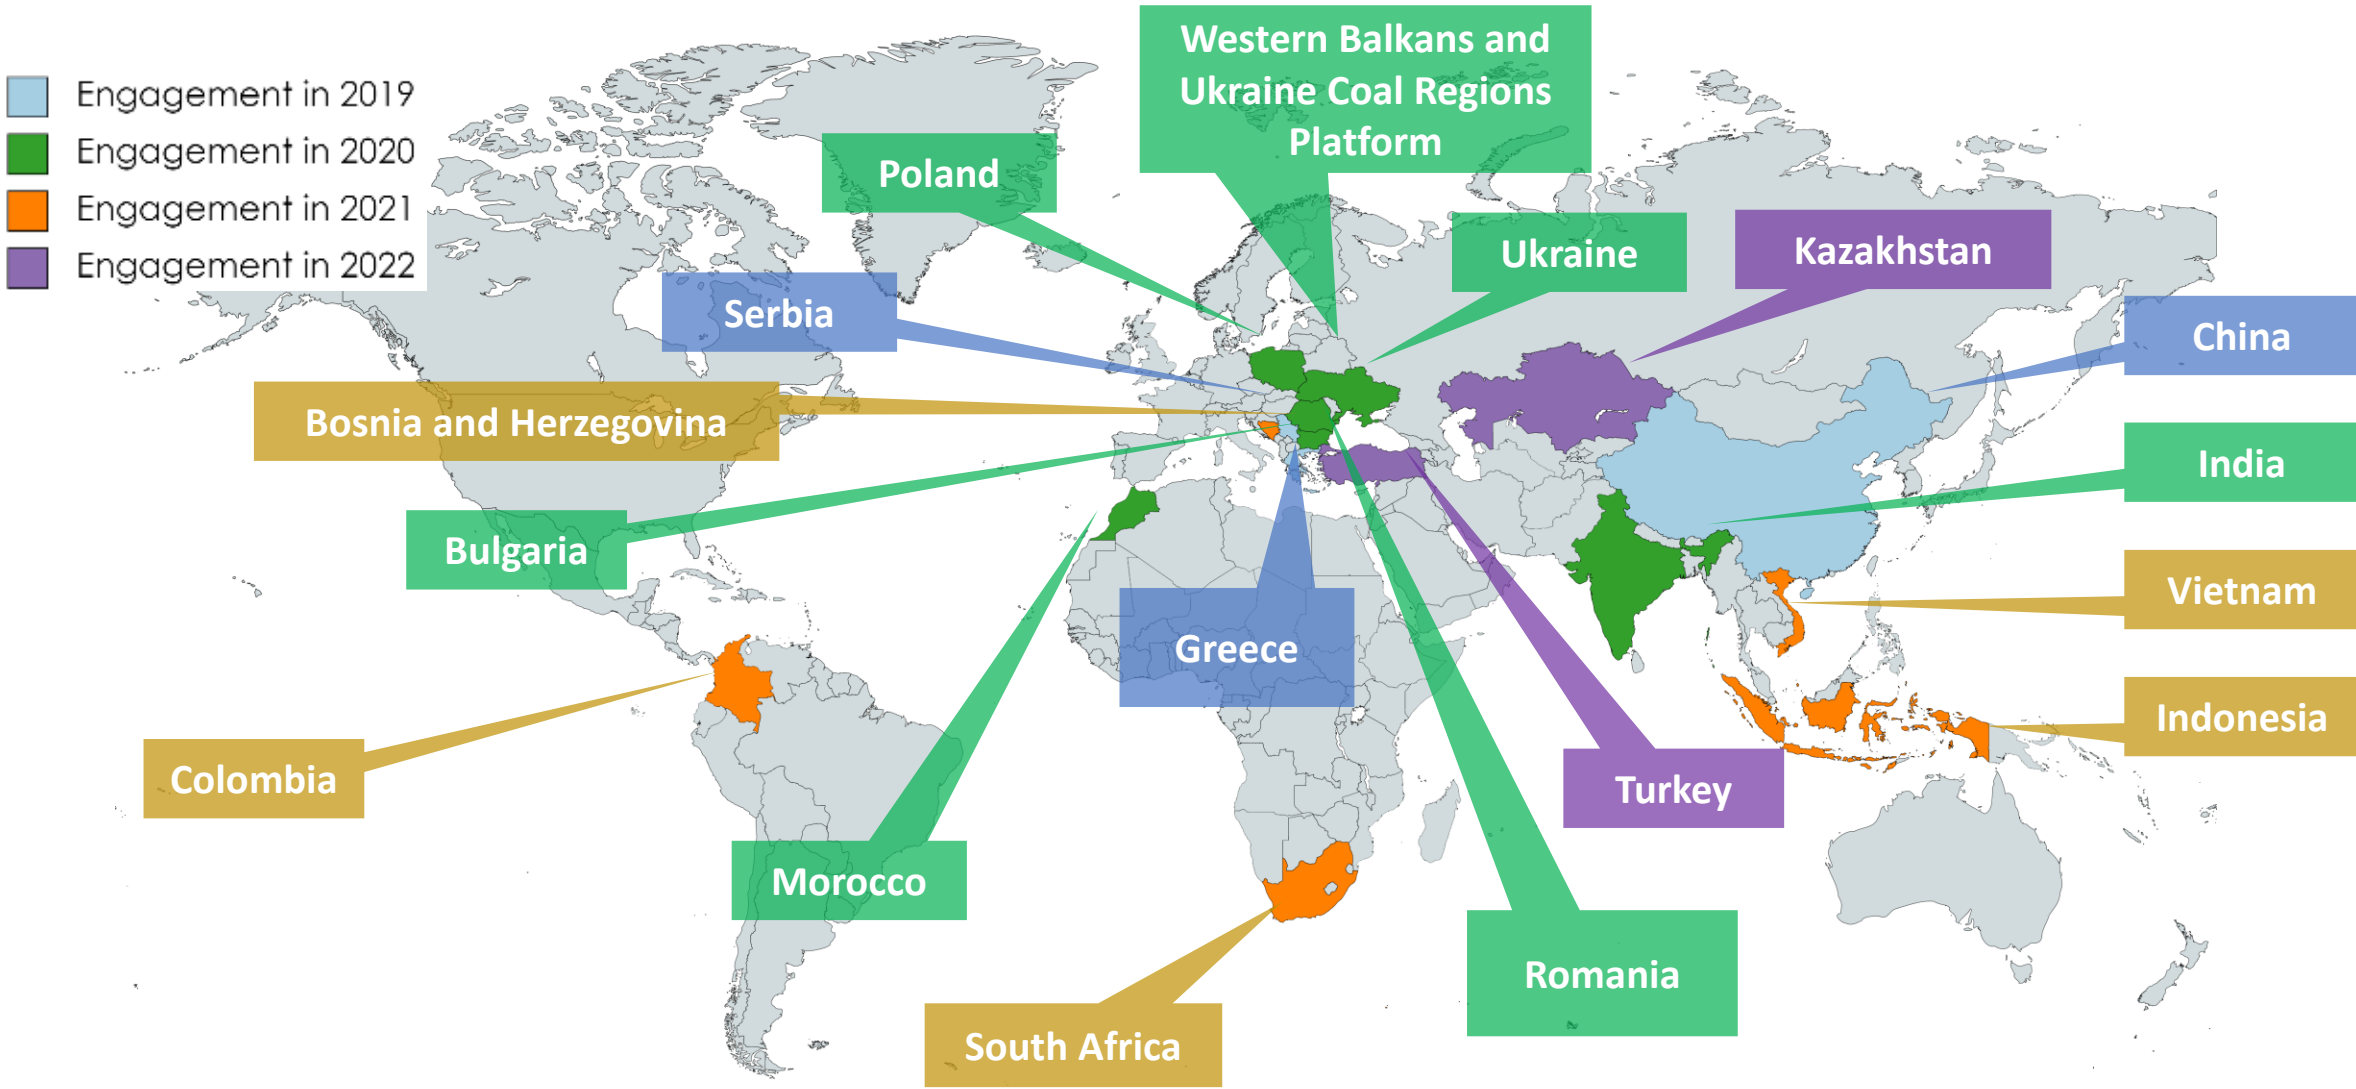 Engagement in 2019
Engagement in 2020
Engagement in 2021
Engagement in 2022
Western Balkans and
Ukraine Coal Regions
Platform
Poland
Ukraine
Kazakhstan
Serbia
China
Bosnia and Herzegovina
India
Bulgaria
Vietnam
Greece
Indonesia
Colombia
Turkey
Morocco
Romania
South Africa